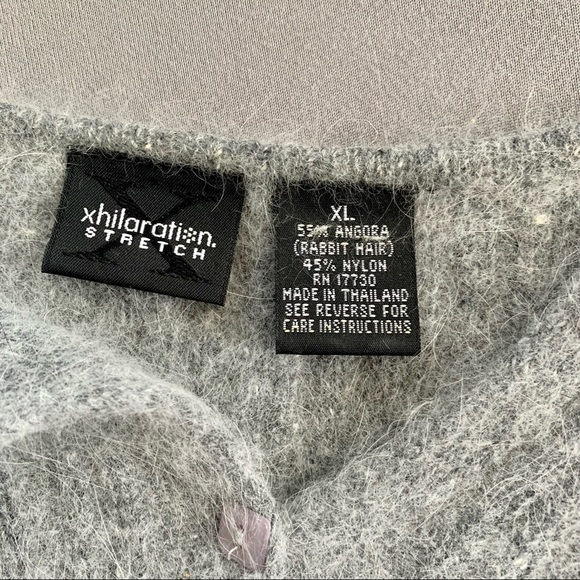 xhilaration.
STRETCH
XL
55% ANGORA
(RABBIT HAIR)
45% NYLON
RN 17730
MADE IN THAILAND
SEE REVERSE FOR
CARE INSTRUCTIONS